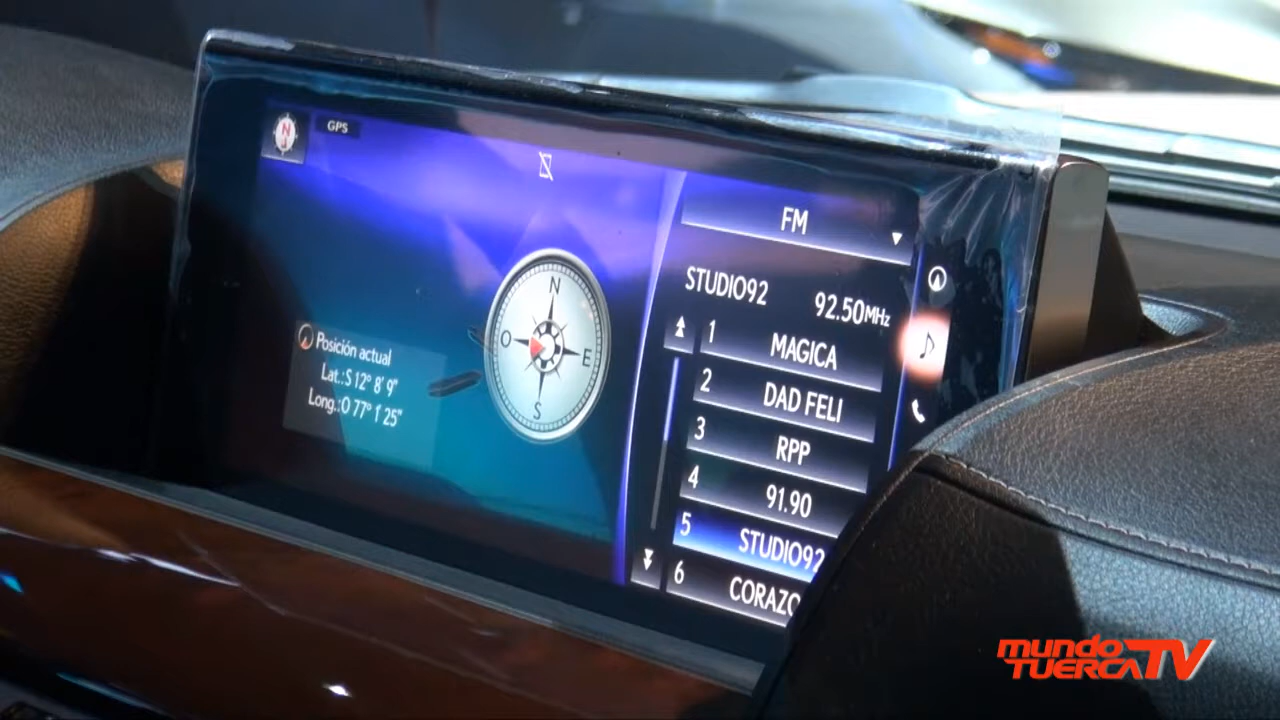 N
GPS
N
O
E
S
Posición actual
Lat.:S 12° 8' 9"
Long.:O 77° 1' 25"
FM
STUDIO92 92.50MHz
1 MAGICA
2 DAD FELI
3 RPP
4 91.90
5 STUDIO92
6 CORAZO
mundo
TUERCA TV